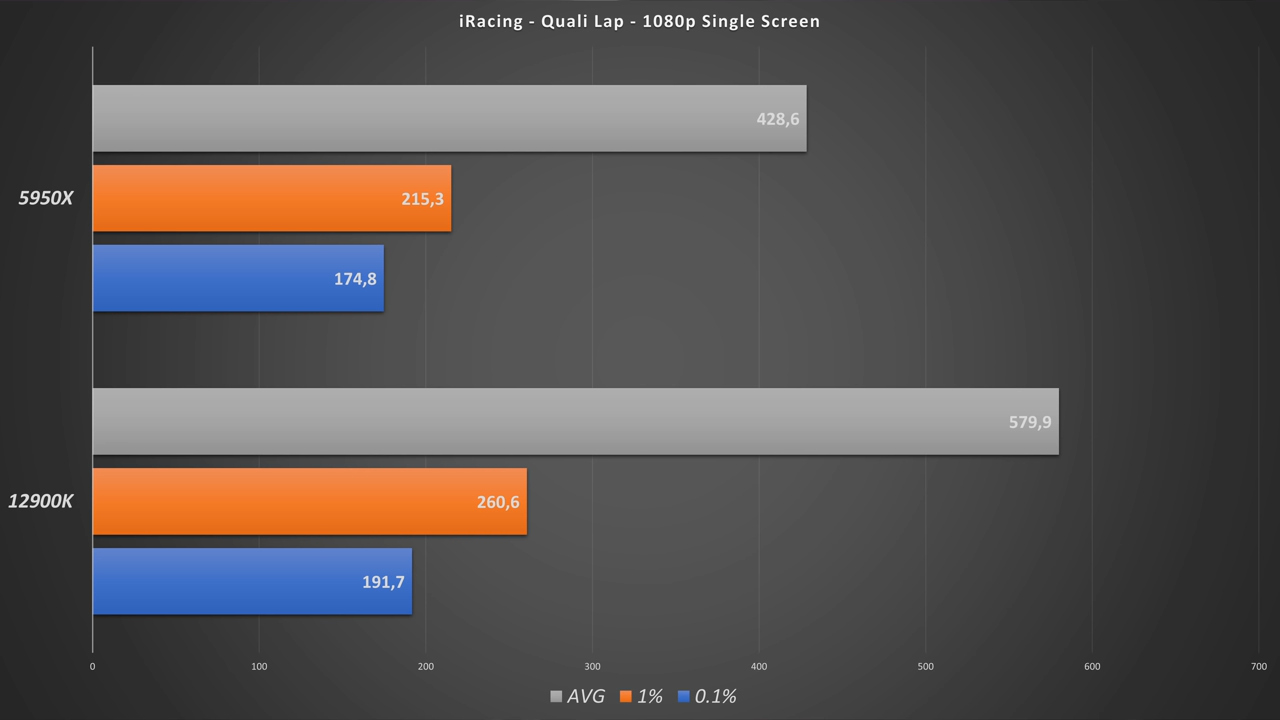 iRacing - Quali Lap - 1080p Single Screen
428,6
5950X
215,3
174,8
579,9
12900K
260,6
191,7
0 100 200 300 400 500 600 700
AVG 1% 0.1%